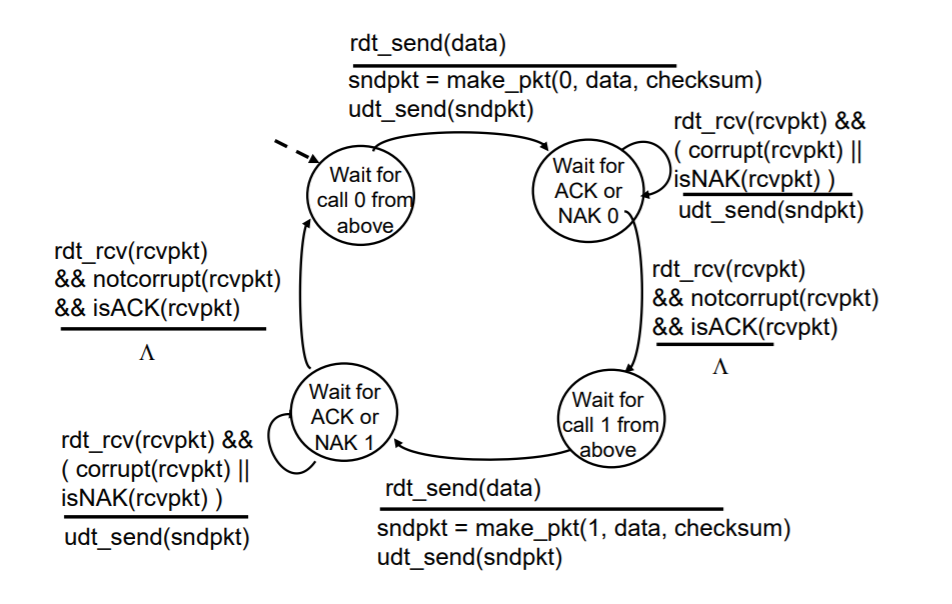 rdt_send(data)
sndpkt = make_pkt(0, data, checksum)
udt_send(sndpkt)
Wait for
call 0 from
above
Wait for
ACK or
NAK 0
rdt_rcv(rcvpkt) &&
( corrupt(rcvpkt) ||
isNAK(rcvpkt) )
udt_send(sndpkt)
rdt_rcv(rcvpkt)
&& notcorrupt(rcvpkt)
&& isACK(rcvpkt)
Λ
rdt_rcv(rcvpkt)
&& notcorrupt(rcvpkt)
&& isACK(rcvpkt)
Λ
Wait for
ACK or
NAK 1
Wait for
call 1 from
above
rdt_rcv(rcvpkt) &&
( corrupt(rcvpkt) ||
isNAK(rcvpkt) )
udt_send(sndpkt)
rdt_send(data)
sndpkt = make_pkt(1, data, checksum)
udt_send(sndpkt)